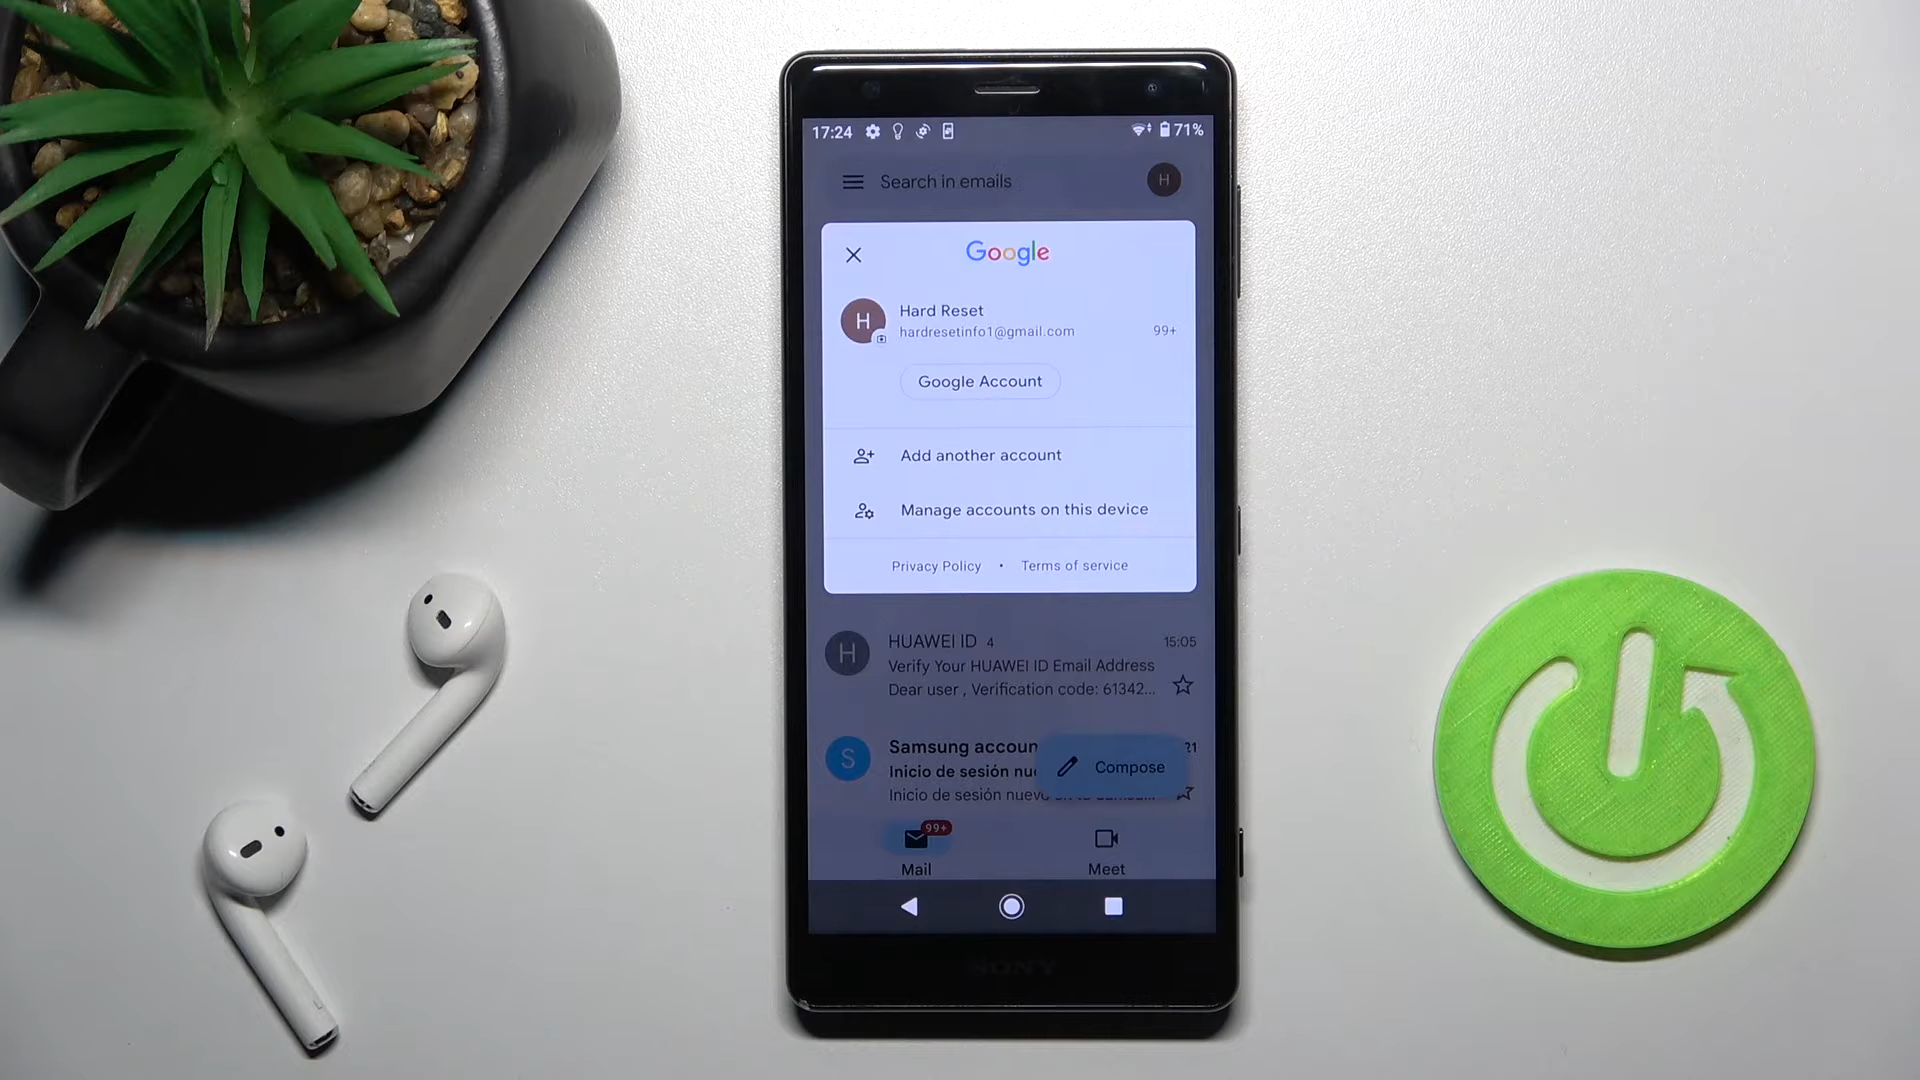 17:24 71%
Search in emails H
Google
H Hard Reset
hardresetinfo1@gmail.com 99+
Google Account
Add another account
Manage accounts on this device
Privacy Policy • Terms of service
H HUAWEI ID 4 15:05
Verify Your HUAWEI ID Email Address
Dear user , Verification code: 61342...
S Samsung accoun 21
Inicio de sesión nu
Inicio de sesión nuevo
Compose
99+
Mail Meet
SONY
L